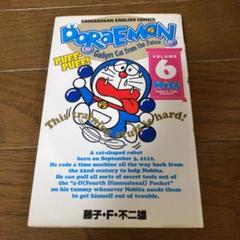 SHOGAKUKAN ENGLISH COMICS
DORAEMON
Gadget Cat from the Future
PUFF-
PUFF!
VOLUME
6
This
hard!
A cat-shaped robot
born on September 3, 2112.
He rode a time machine all the way back from
the 22nd century to help Nobita.
He can pull all sorts of secret tools out of
the "4-D(Fourth Dimensional) Pocket"
on his tummy whenever Nobita needs them
to get himself out of trouble.
藤子・F・不二雄